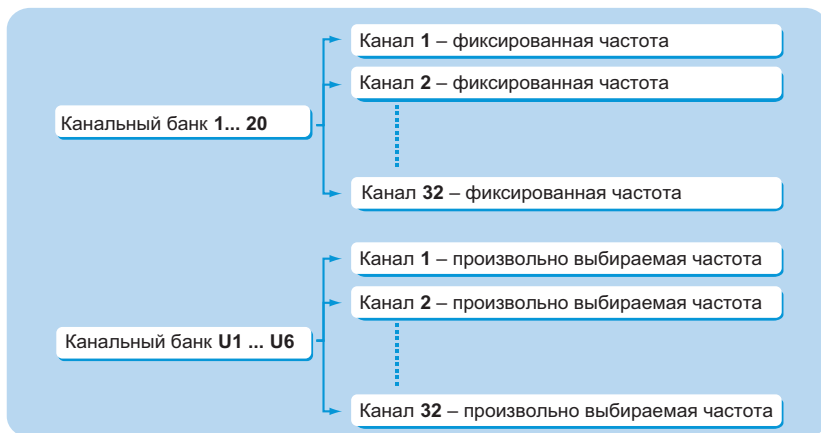 Канал 1 – фиксированная частота
Канал 2 – фиксированная частота
Канальный банк 1... 20
Канал 32 – фиксированная частота
Канал 1 – произвольно выбираемая частота
Канал 2 – произвольно выбираемая частота
Канальный банк U1 ... U6
Канал 32 – произвольно выбираемая частота